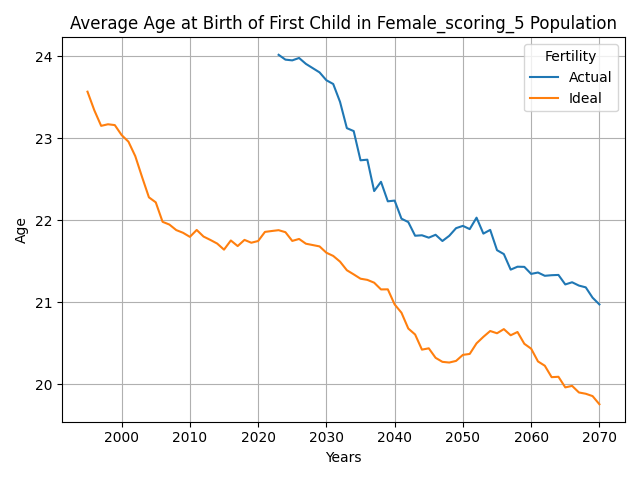 Average Age at Birth of First Child in Female_scoring_5 Population
Fertility
Actual
Ideal
24
23
22
21
20
Age
2000 2010 2020 2030 2040 2050 2060 2070
Years